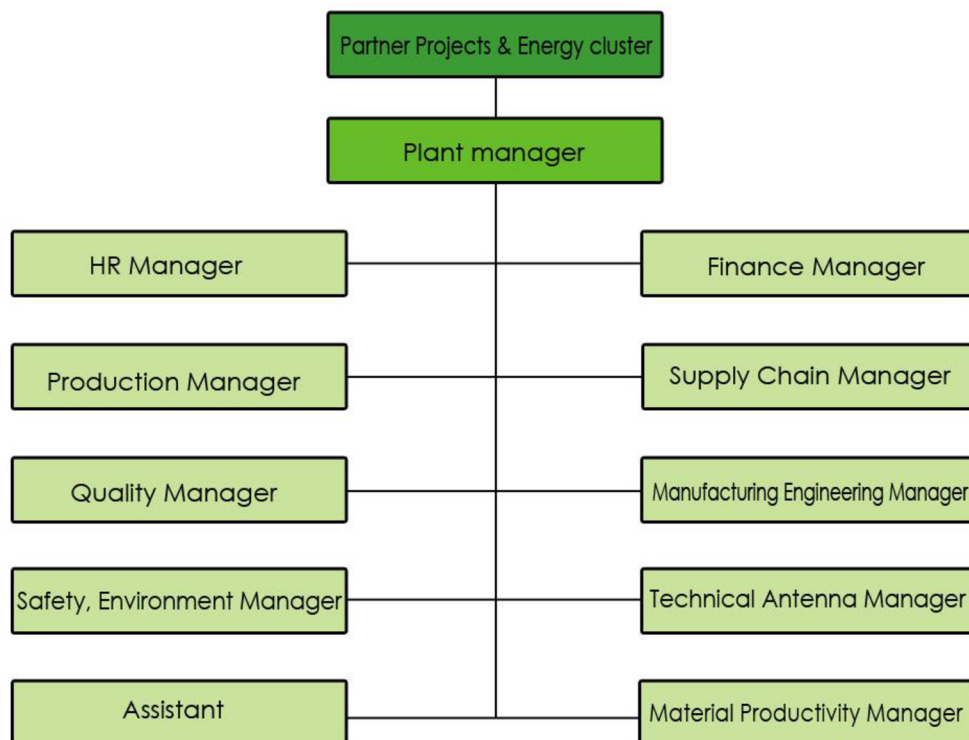 Partner Projects & Energy cluster
Plant manager
HR Manager
Finance Manager
Production Manager
Supply Chain Manager
Quality Manager
Manufacturing Engineering Manager
Safety, Environment Manager
Technical Antenna Manager
Assistant
Material Productivity Manager